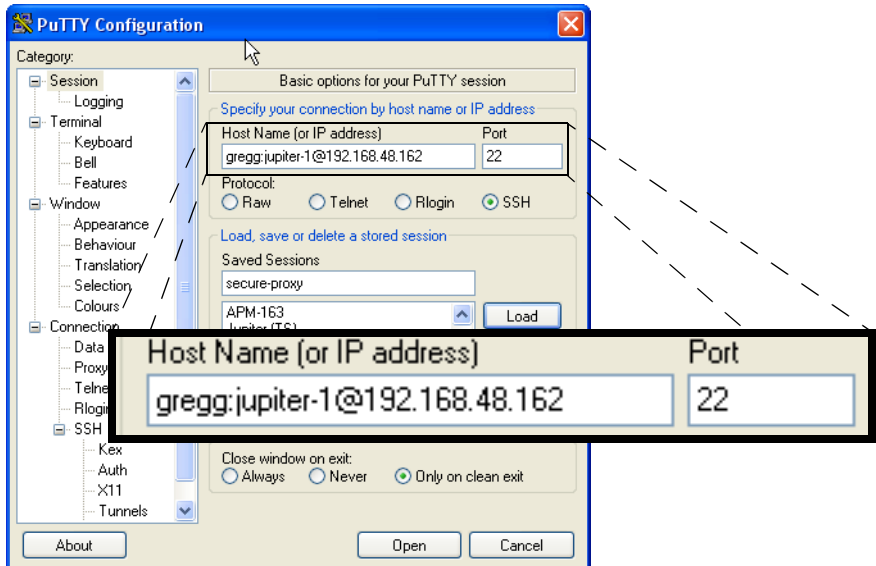 PuTTY Configuration
Category:
Session
Logging
Terminal
Keyboard
Bell
Features
Window
Appearance
Behaviour
Translation
Selection
Colours
Connection
Data
Proxy
SSH
Kex
Auth
X11
Tunnels
Basic options for your PuTTY session
Specify your connection by host name or IP address
Host Name (or IP address) Port
gregg:jupiter-1@192.168.48.162 22
Protocol:
Raw Telnet Rlogin SSH
Load, save or delete a stored session
Saved Sessions
secure-proxy
APM-163 Load
Jupiter (TS)
Host Name (or IP address) Port
gregg:jupiter-1@192.168.48.162 22
Close window on exit:
Always Never Only on clean exit
About Open Cancel